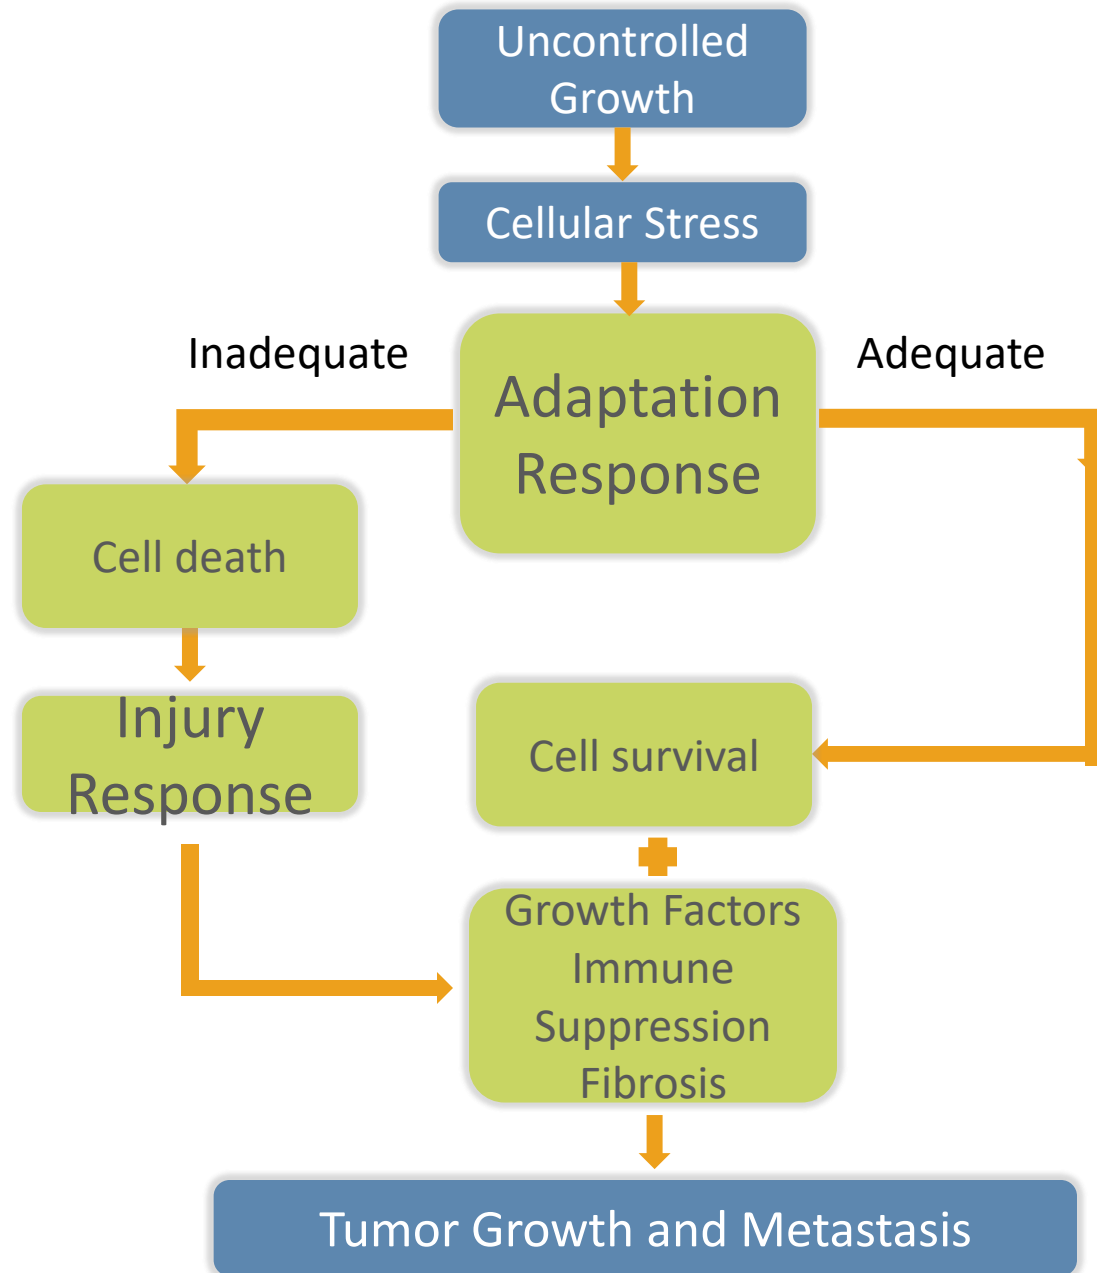 Uncontrolled
Growth
Cellular Stress
Inadequate
Adequate
Adaptation
Response
Cell death
Injury
Response
Cell survival
Growth Factors
Immune
Suppression
Fibrosis
Tumor Growth and Metastasis